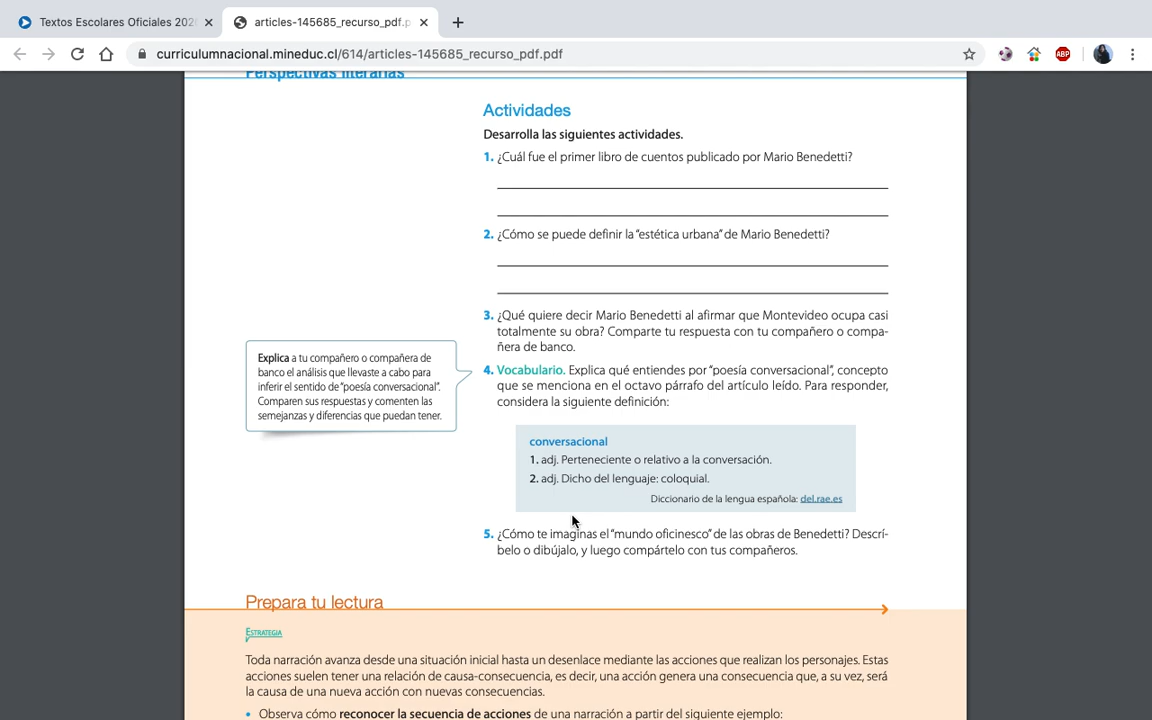 Textos Escolares Oficiales 202
articles-145685_recurso_pdf.p
curriculumnacional.mineduc.cl/614/articles-145685_recurso_pdf.pdf
ABP
Perspectivas literarias
Actividades
Desarrolla las siguientes actividades.
1. ¿Cuál fue el primer libro de cuentos publicado por Mario Benedetti?
2. ¿Cómo se puede definir la “estética urbana” de Mario Benedetti?
3. ¿Qué quiere decir Mario Benedetti al afirmar que Montevideo ocupa casi
totalmente su obra? Comparte tu respuesta con tu compañero o compa-
ñera de banco.
Explica a tu compañero o compañera de
banco el análisis que llevaste a cabo para
inferir el sentido de “poesía conversacional”.
Comparen sus respuestas y comenten las
semejanzas y diferencias que puedan tener.
4. Vocabulario. Explica qué entiendes por “poesía conversacional”, concepto
que se menciona en el octavo párrafo del artículo leído. Para responder,
considera la siguiente definición:
conversacional
1. adj. Perteneciente o relativo a la conversación.
2. adj. Dicho del lenguaje: coloquial.
Diccionario de la lengua española: del.rae.es
5. ¿Cómo te imaginas el “mundo oficinesco” de las obras de Benedetti? Descrí-
belo o dibújalo, y luego compártelo con tus compañeros.
Prepara tu lectura
ESTRATEGIA
Toda narración avanza desde una situación inicial hasta un desenlace mediante las acciones que realizan los personajes. Estas
acciones suelen tener una relación de causa-consecuencia, es decir, una acción genera una consecuencia que, a su vez, será
la causa de una nueva acción con nuevas consecuencias.
• Observa cómo reconocer la secuencia de acciones de una narración a partir del siguiente ejemplo: